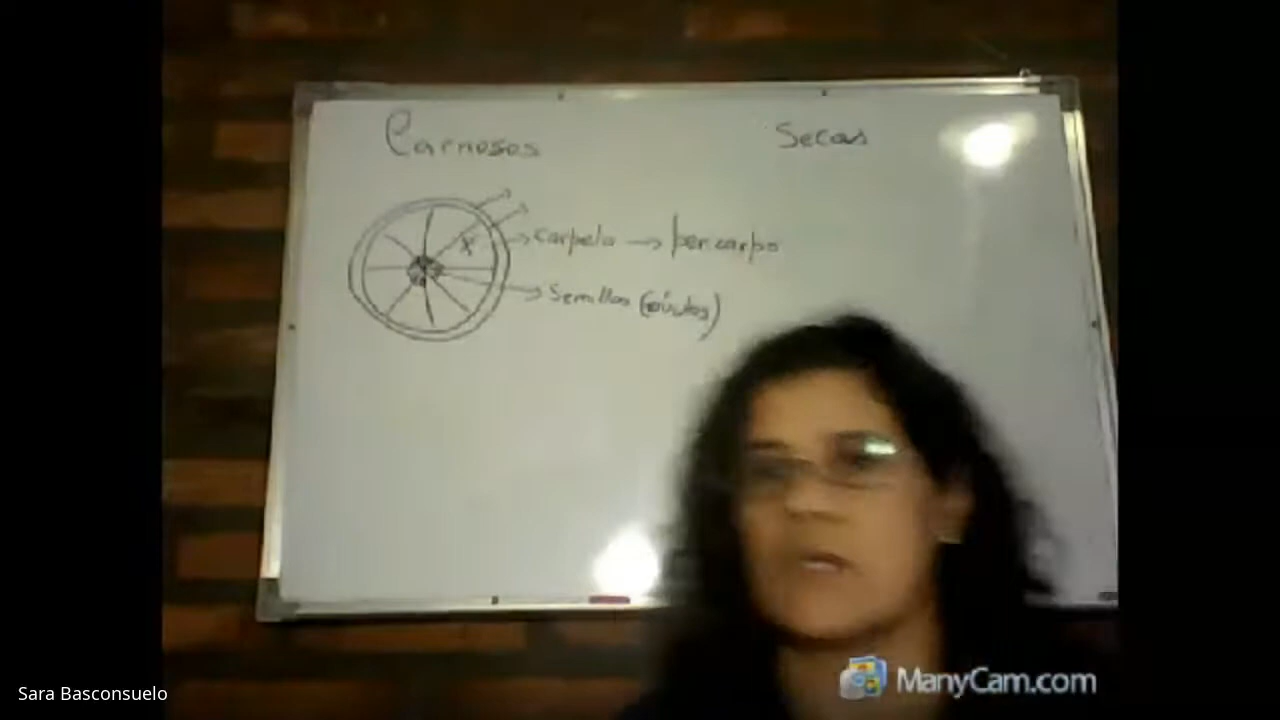 Carnosos
Secas
x
carpelo → pericarpo
Semillas (óvulos)
Sara Basconsuelo
ManyCam.com